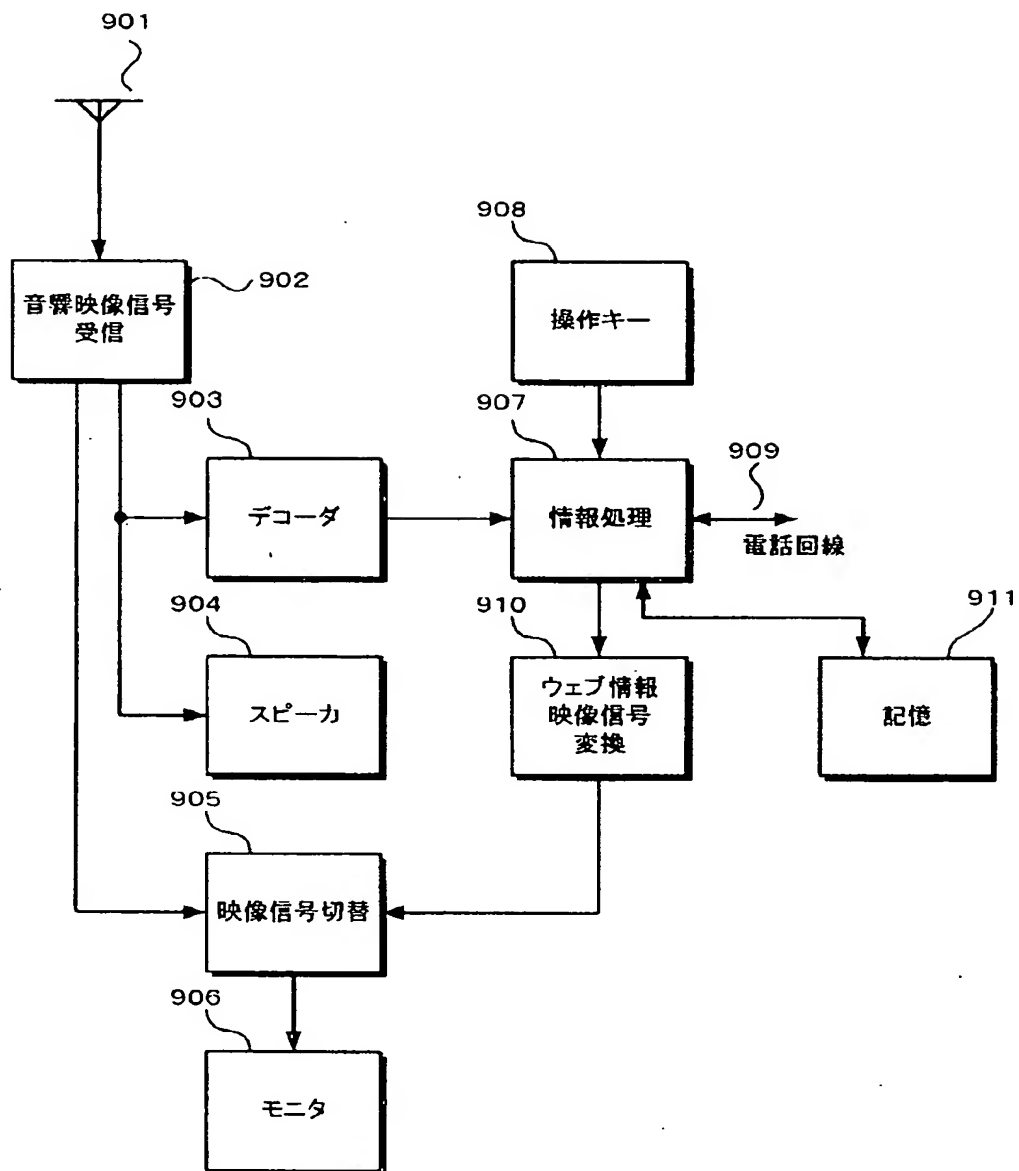 901
908
902
音響映像信号
受信
操作キー
903
907
909
デコーダ
情報処理
電話回線
904
910
911
スピーカ
ウェブ情報
映像信号
変換
記憶
905
映像信号切替
906
モニタ